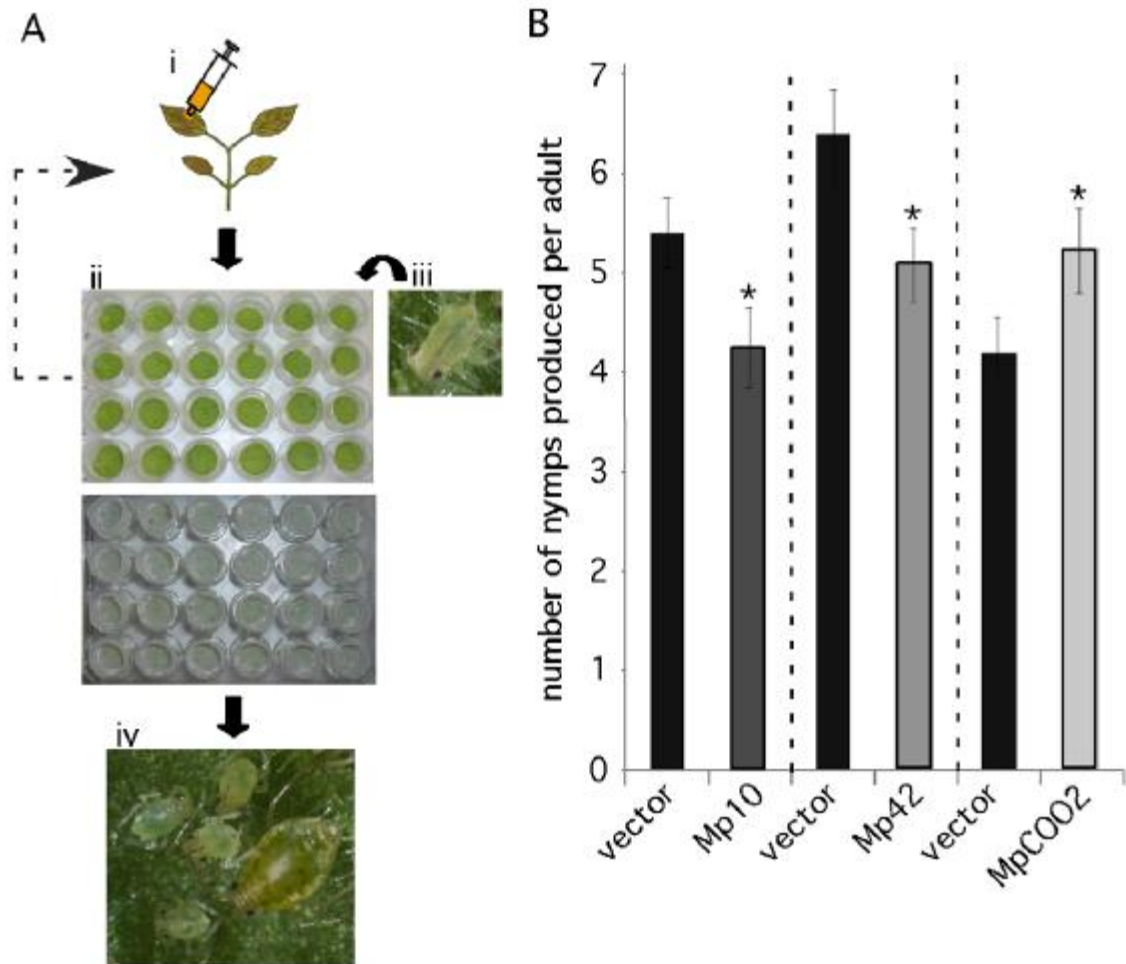 A
i
ii
iii
iv
B
number of nymps produced per adult
7
6
5
4
3
2
1
0
*
*
*
vector
Mp10
vector
Mp42
vector
MpC002